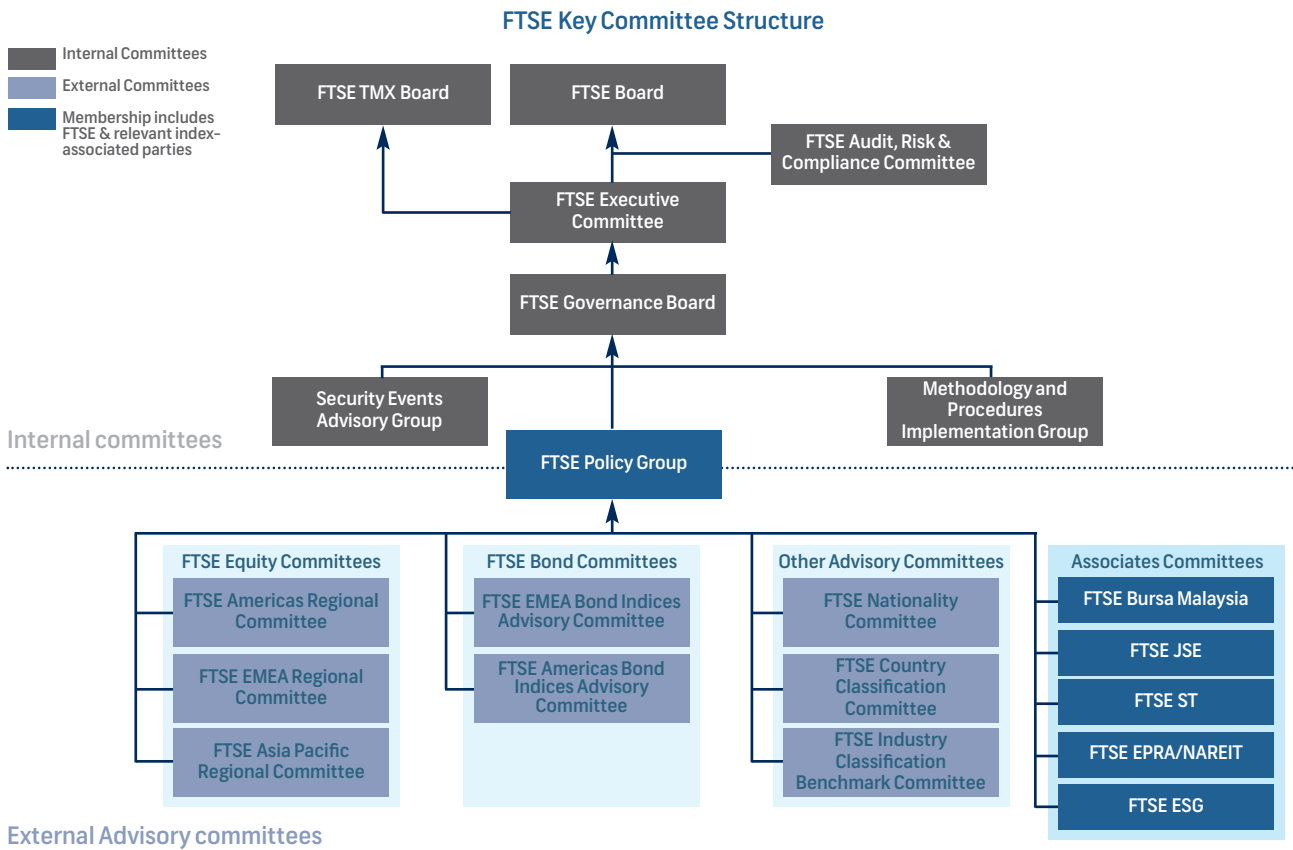 FTSE Key Committee Structure
Internal Committees
External Committees
Membership includes
FTSE & relevant index-
associated parties
FTSE TMX Board
FTSE Board
FTSE Audit, Risk &
Compliance Committee
FTSE Executive
Committee
FTSE Governance Board
Security Events
Advisory Group
Methodology and
Procedures
Implementation Group
Internal committees
FTSE Policy Group
FTSE Equity Committees
FTSE Americas Regional
Committee
FTSE EMEA Regional
Committee
FTSE Asia Pacific
Regional Committee
FTSE Bond Committees
FTSE EMEA Bond Indices
Advisory Committee
FTSE Americas Bond
Indices Advisory
Committee
Other Advisory Committees
FTSE Nationality
Committee
FTSE Country
Classification
Committee
FTSE Industry
Classification
Benchmark Committee
Associates Committees
FTSE Bursa Malaysia
FTSE JSE
FTSE ST
FTSE EPRA/NAREIT
FTSE ESG
External Advisory committees